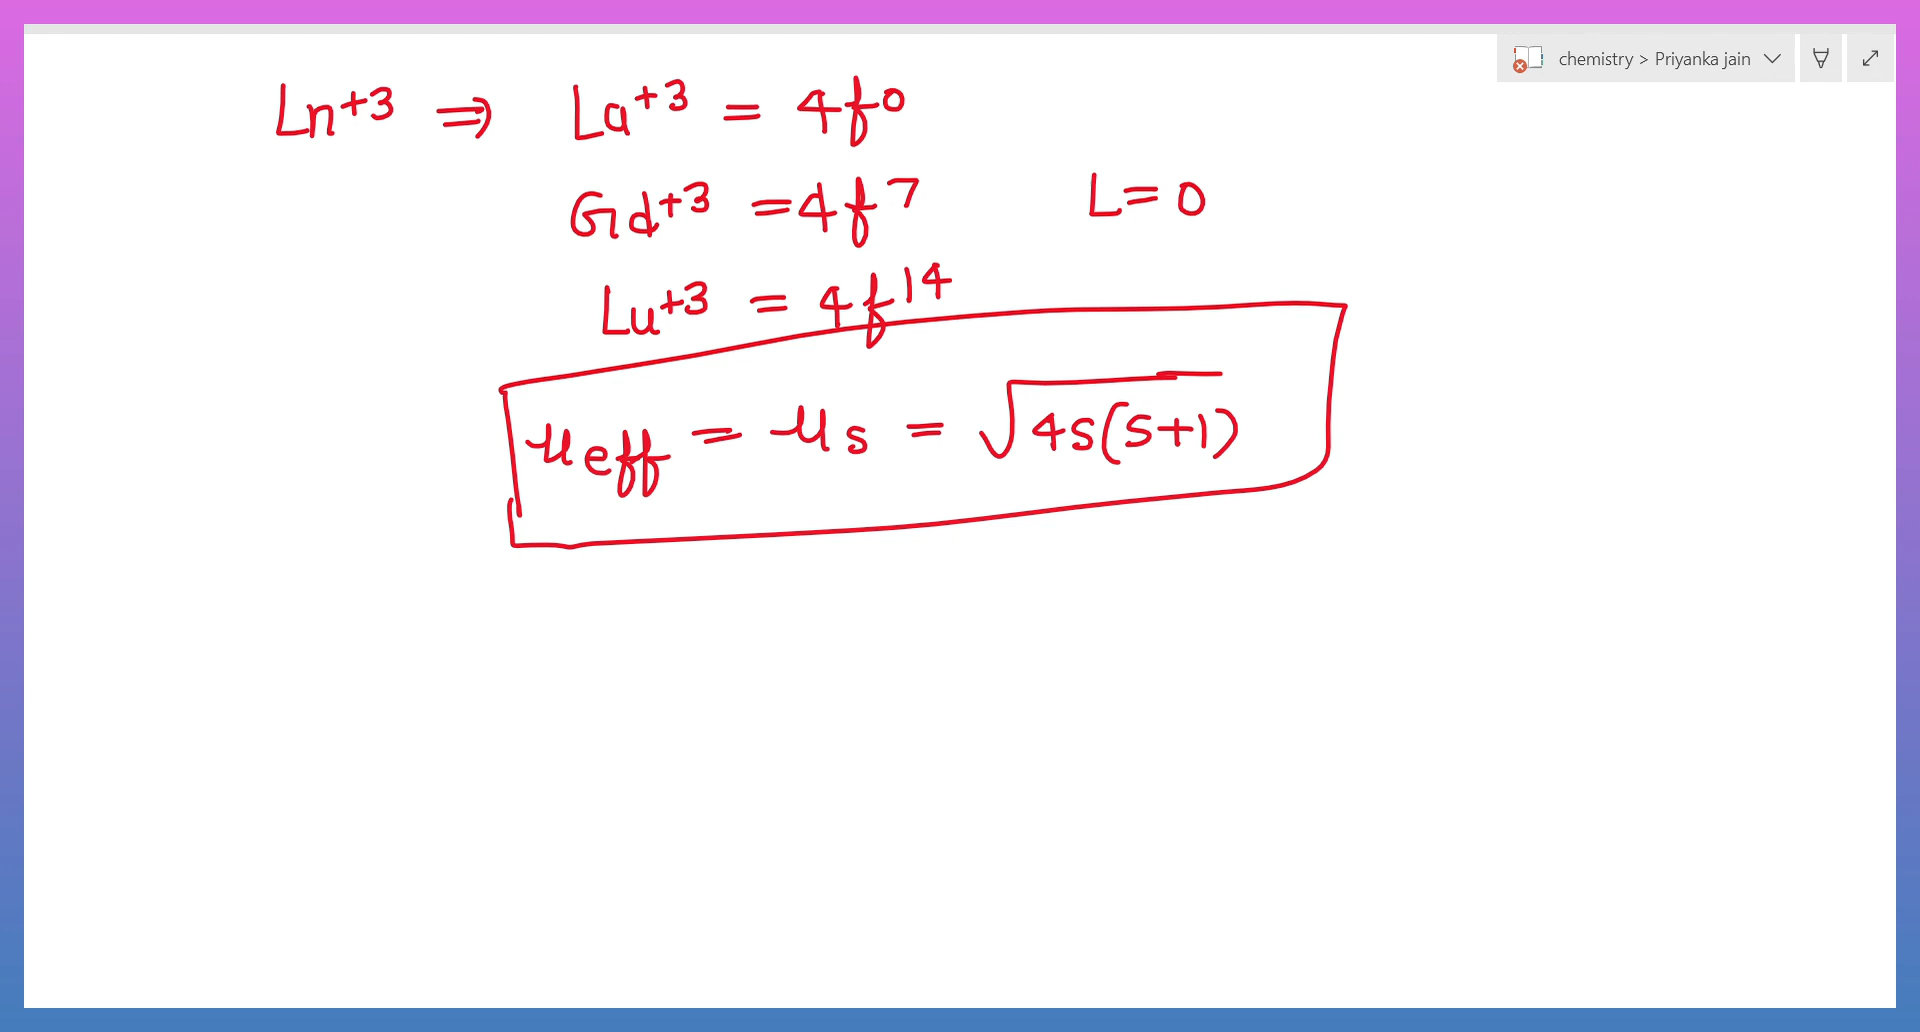 chemistry > Priyanka jain
Ln+3 ⇒ La+3 = 4f0
Gd+3 = 4f7 L = 0
Lu+3 = 4f14
μeff = μs = √4s(s+1)